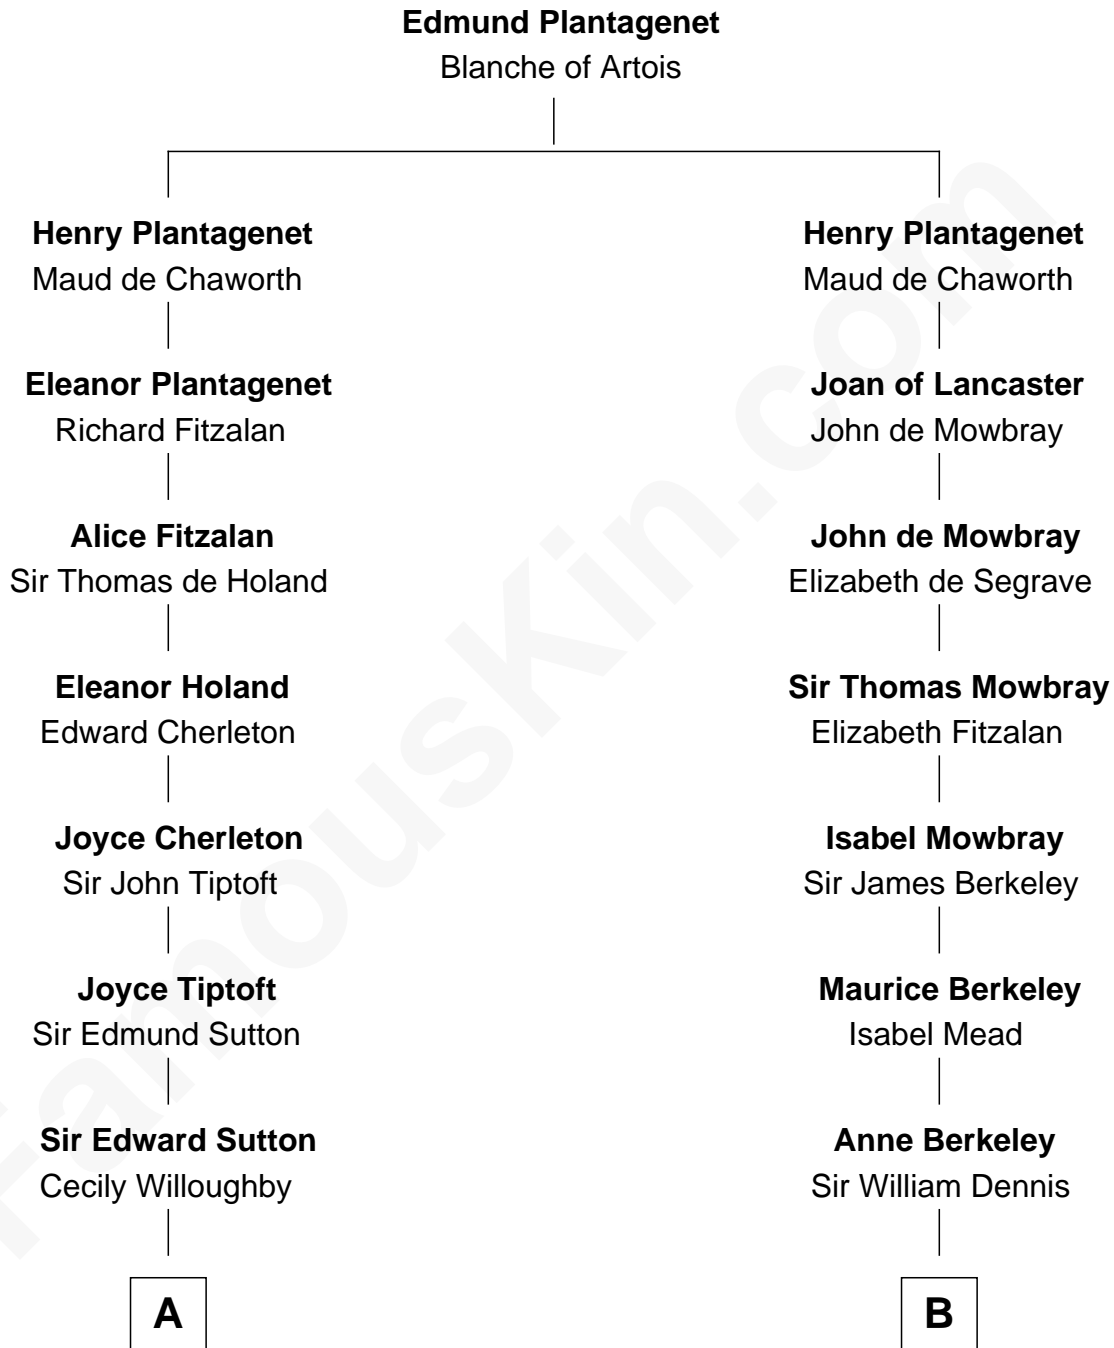 Edmund Plantagenet
Blanche of Artois
Henry Plantagenet
Maud de Chaworth
Henry Plantagenet
Maud de Chaworth
Eleanor Plantagenet
Richard Fitzalan
Joan of Lancaster
John de Mowbray
Alice Fitzalan
Sir Thomas de Holand
John de Mowbray
Elizabeth de Segrave
Eleanor Holand
Edward Cherleton
Sir Thomas Mowbray
Elizabeth Fitzalan
Joyce Cherleton
Sir John Tiptoft
Isabel Mowbray
Sir James Berkeley
Joyce Tiptoft
Sir Edmund Sutton
Maurice Berkeley
Isabel Mead
Sir Edward Sutton
Cecily Willoughby
Anne Berkeley
Sir William Dennis
A
B
FamousKin.com